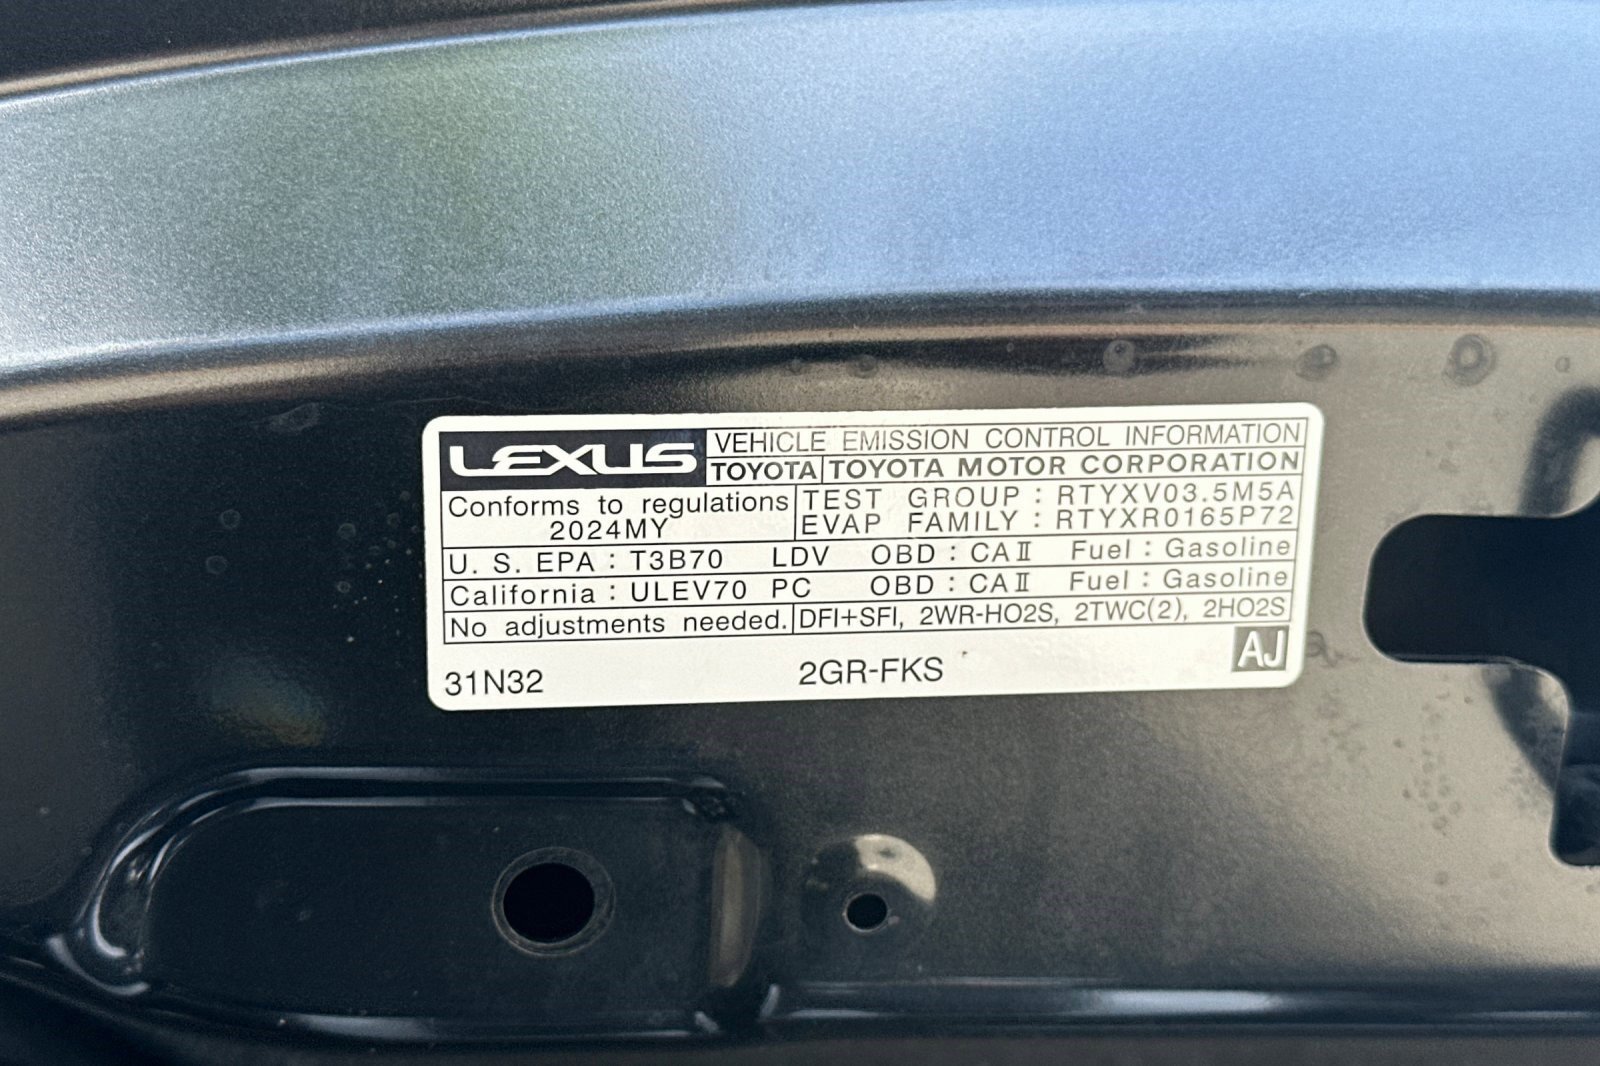 LEXUS VEHICLE EMISSION CONTROL INFORMATION
TOYOTA TOYOTA MOTOR CORPORATION
Conforms to regulations TEST GROUP : RTYXV03.5M5A
2024MY EVAP FAMILY : RTYXR0165P72
U. S. EPA : T3B70 LDV OBD : CAⅡ Fuel : Gasoline
California : ULEV70 PC OBD : CAⅡ Fuel : Gasoline
No adjustments needed. DFI+SFI, 2WR-HO2S, 2TWC(2), 2HO2S
31N32 2GR-FKS AJ